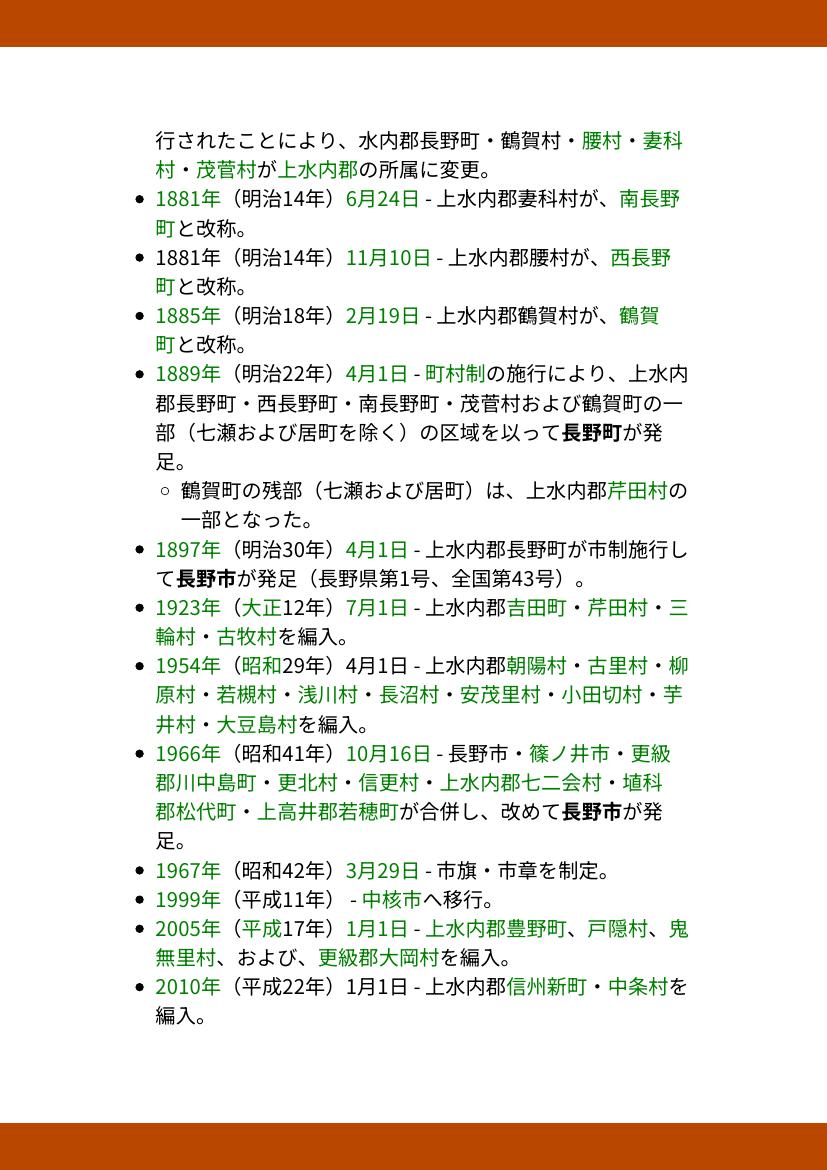 行されたことにより、水内郡長野町・鶴賀村・腰村・妻科
村・茂菅村が上水内郡の所属に変更。
• 1881年（明治14年）6月24日 - 上水内郡妻科村が、南長野
町と改称。
• 1881年（明治14年）11月10日 - 上水内郡腰村が、西長野
町と改称。
• 1885年（明治18年）2月19日 - 上水内郡鶴賀村が、鶴賀
町と改称。
• 1889年（明治22年）4月1日 - 町村制の施行により、上水内
郡長野町・西長野町・南長野町・茂菅村および鶴賀町の一
部（七瀬および居町を除く）の区域を以って長野町が発
足。
○ 鶴賀町の残部（七瀬および居町）は、上水内郡芹田村の
一部となった。
• 1897年（明治30年）4月1日 - 上水内郡長野町が市制施行し
て長野市が発足（長野県第1号、全国第43号）。
• 1923年（大正12年）7月1日 - 上水内郡吉田町・芹田村・三
輪村・古牧村を編入。
• 1954年（昭和29年）4月1日 - 上水内郡朝陽村・古里村・柳
原村・若槻村・浅川村・長沼村・安茂里村・小田切村・芋
井村・大豆島村を編入。
• 1966年（昭和41年）10月16日 - 長野市・篠ノ井市・更級
郡川中島町・更北村・信更村・上水内郡七二会村・埴科
郡松代町・上高井郡若穂町が合併し、改めて長野市が発
足。
• 1967年（昭和42年）3月29日 - 市旗・市章を制定。
• 1999年（平成11年） - 中核市へ移行。
• 2005年（平成17年）1月1日 - 上水内郡豊野町、戸隠村、鬼
無里村、および、更級郡大岡村を編入。
• 2010年（平成22年）1月1日 - 上水内郡信州新町・中条村を
編入。